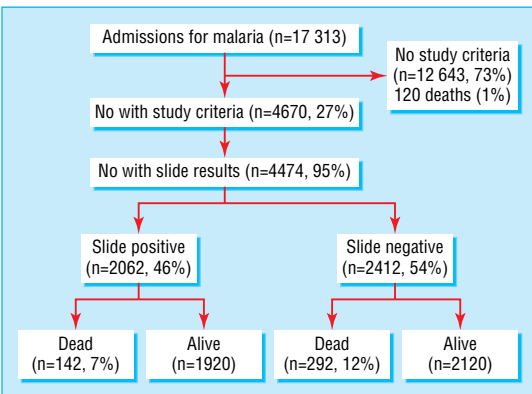 Admissions for malaria (n=17 313)
No study criteria
(n=12 643, 73%)
120 deaths (1%)
No with study criteria (n=4670, 27%)
No with slide results (n=4474, 95%)
Slide positive
(n=2062, 46%)
Slide negative
(n=2412, 54%)
Dead
(n=142, 7%)
Alive
(n=1920)
Dead
(n=292, 12%)
Alive
(n=2120)